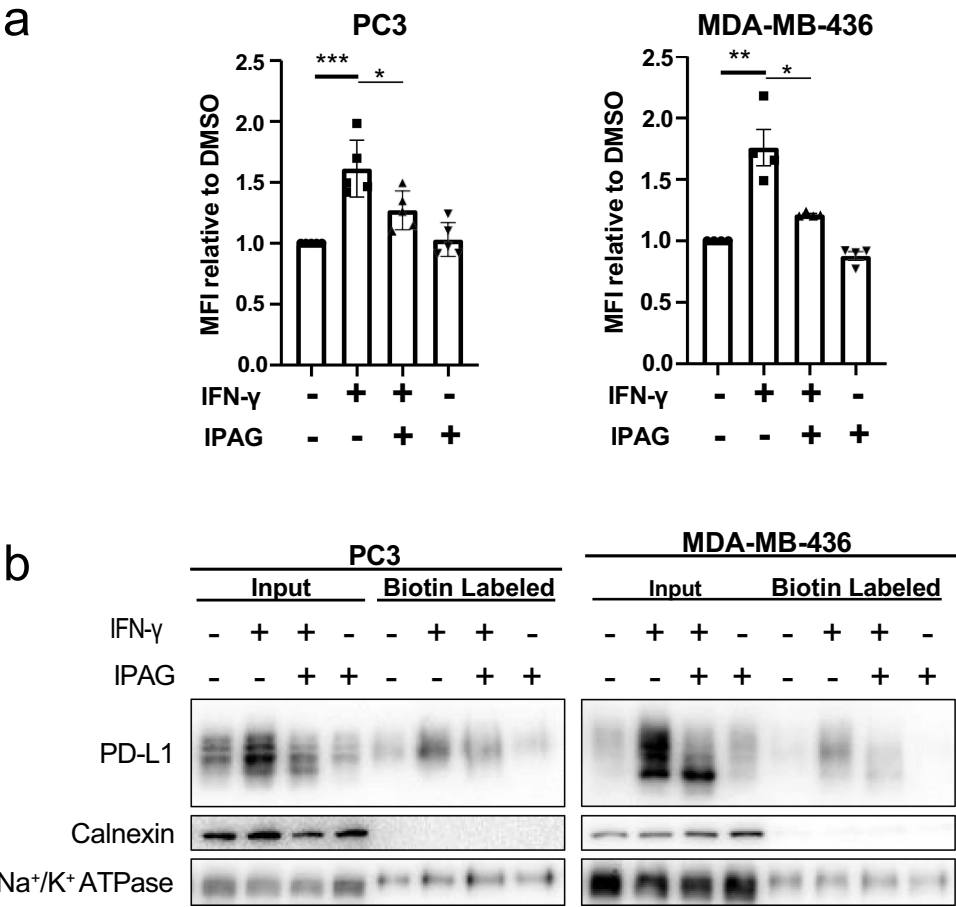 a
PC3
MDA-MB-436
*** *
** *
MFI relative to DMSO
2.5
2.0
1.5
1.0
0.5
0.0
IFN-γ - + + -
IPAG - - + +
MFI relative to DMSO
2.5
2.0
1.5
1.0
0.5
0.0
IFN-γ - + + -
IPAG - - + +
b
PC3
MDA-MB-436
Input Biotin Labeled
Input Biotin Labeled
IFN-γ - + + - - + + - - + + - - + + -
IPAG - - + + - - + + - - + + - - + +
PD-L1
Calnexin
Na⁺/K⁺ ATPase